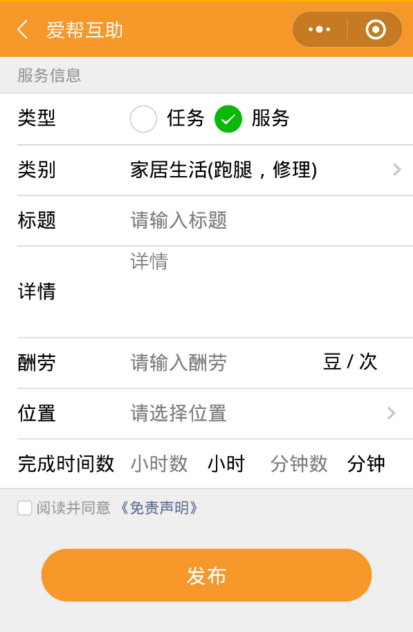 爱帮互助
服务信息
类型 任务 服务
类别 家居生活(跑腿，修理)
标题 请输入标题
详情 详情
酬劳 请输入酬劳 豆 / 次
位置 请选择位置
完成时间数 小时数 小时 分钟数 分钟
阅读并同意 《免责声明》
发布